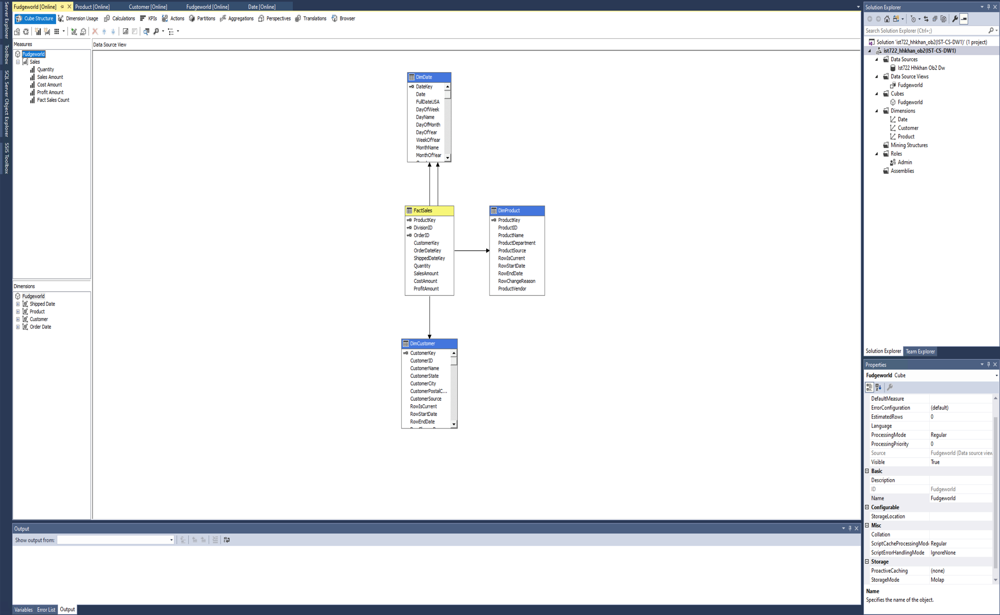 Server Explorer
Toolbox
SQL Server Object Explorer
SSIS Toolbox
Fudgeworld [Online]
Product [Online]
Customer [Online]
Fudgeworld [Online]
Date [Online]
Cube Structure
Dimension Usage
Calculations
KPIs
Actions
Partitions
Aggregations
Perspectives
Translations
Browser
Measures
Fudgeworld
Sales
Quantity
Sales Amount
Cost Amount
Profit Amount
Fact Sales Count
Dimensions
Fudgeworld
Shipped Date
Product
Customer
Order Date
Data Source View
DimDate
DateKey
Date
FullDateUSA
DayOfWeek
DayName
DayOfMonth
DayOfYear
WeekOfYear
MonthName
MonthOfYear
FactSales
ProductKey
DivisionID
OrderID
CustomerKey
OrderDateKey
ShippedDateKey
Quantity
SalesAmount
CostAmount
ProfitAmount
DimProduct
ProductKey
ProductID
ProductName
ProductDepartment
ProductSource
RowIsCurrent
RowStartDate
RowEndDate
RowChangeReason
ProductVendor
DimCustomer
CustomerKey
CustomerID
CustomerName
CustomerState
CustomerCity
CustomerPostalC...
CustomerSource
RowIsCurrent
RowStartDate
RowEndDate
Output
Show output from:
Variables
Error List
Output
Solution Explorer
Search Solution Explorer (Ctrl+;)
Solution 'ist722_hhkhan_ob2(IST-CS-DW1)' (1 project)
ist722_hhkhan_ob2(IST-CS-DW1)
Data Sources
Ist722 Hhkhan Ob2 Dw
Data Source Views
Fudgeworld
Cubes
Fudgeworld
Dimensions
Date
Customer
Product
Mining Structures
Roles
Admin
Assemblies
Solution Explorer
Team Explorer
Properties
Fudgeworld Cube
DefaultMeasure
ErrorConfiguration (default)
EstimatedRows 0
Language
ProcessingMode Regular
ProcessingPriority 0
Source Fudgeworld (Data source view
Visible True
Basic
Description
ID Fudgeworld
Name Fudgeworld
Configurable
StorageLocation
Misc
Collation
ScriptCacheProcessingMode Regular
ScriptErrorHandlingMode IgnoreNone
Storage
ProactiveCaching (none)
StorageMode Molap
Name
Specifies the name of the object.